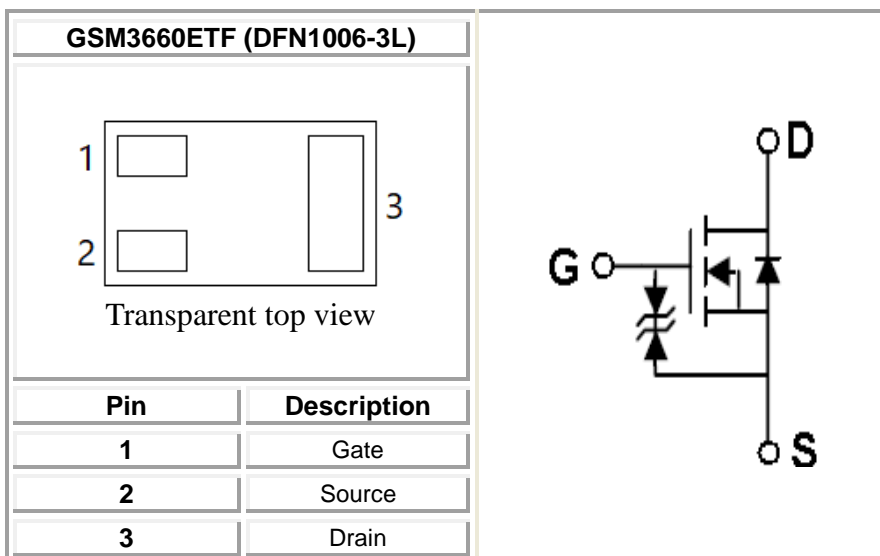 GSM3660ETF (DFN1006-3L)
1
2
3
Transparent top view
Pin Description
1 Gate
2 Source
3 Drain
D
G
S